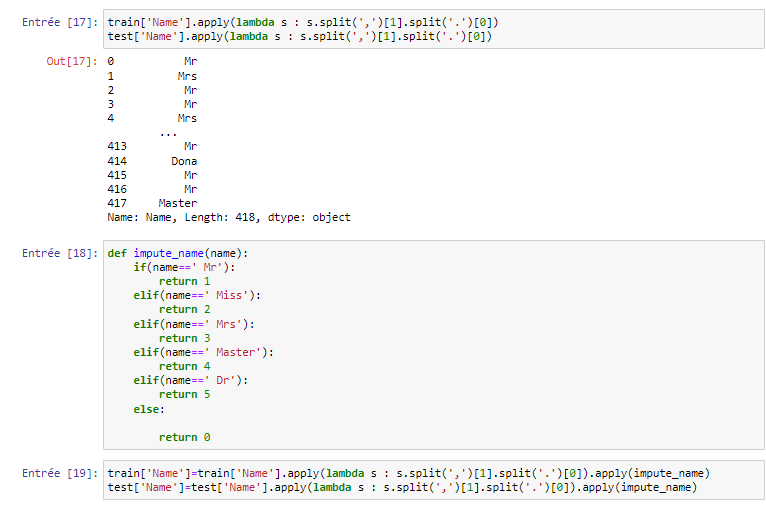 Entrée [17]: train['Name'].apply(lambda s : s.split(',')[1].split('.')[0])
test['Name'].apply(lambda s : s.split(',')[1].split('.')[0])
Out[17]: 0 Mr
1 Mrs
2 Mr
3 Mr
4 Mrs
...
413 Mr
414 Dona
415 Mr
416 Mr
417 Master
Name: Name, Length: 418, dtype: object
Entrée [18]: def impute_name(name):
if(name==' Mr'):
return 1
elif(name==' Miss'):
return 2
elif(name==' Mrs'):
return 3
elif(name==' Master'):
return 4
elif(name==' Dr'):
return 5
else:
return 0
Entrée [19]: train['Name']=train['Name'].apply(lambda s : s.split(',')[1].split('.')[0]).apply(impute_name)
test['Name']=test['Name'].apply(lambda s : s.split(',')[1].split('.')[0]).apply(impute_name)